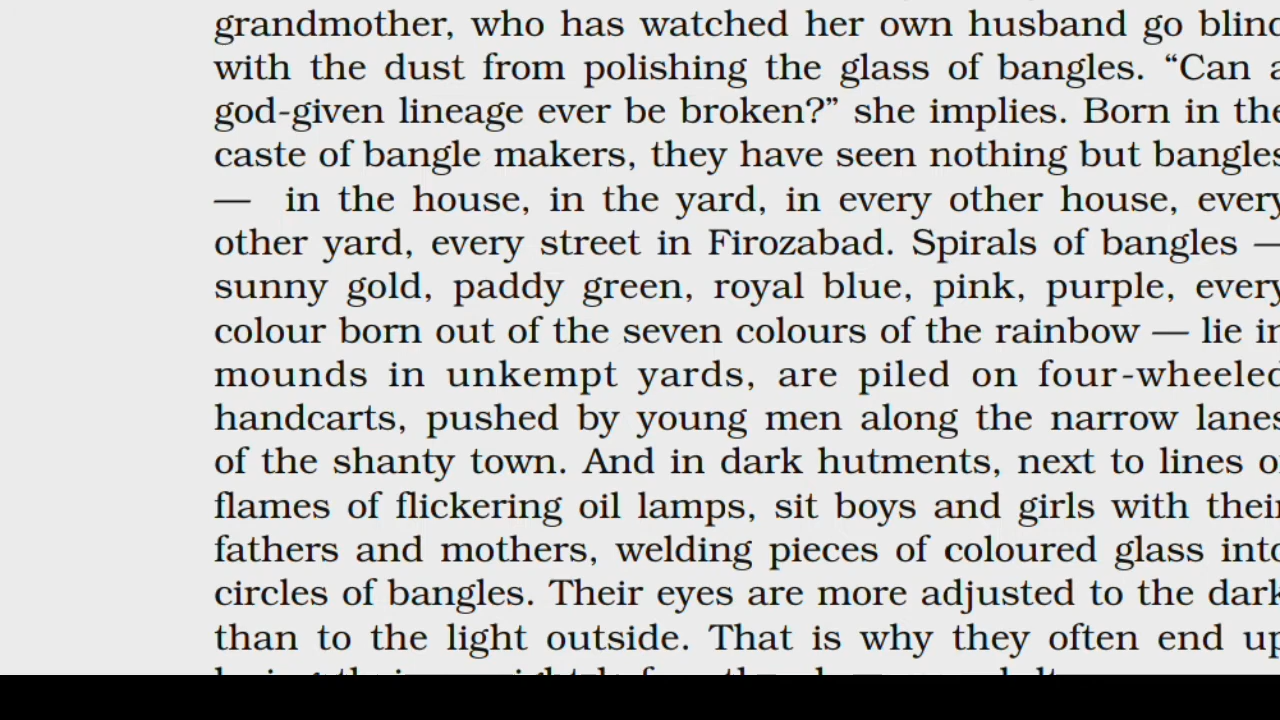 grandmother, who has watched her own husband go blind
with the dust from polishing the glass of bangles. “Can a
god-given lineage ever be broken?” she implies. Born in the
caste of bangle makers, they have seen nothing but bangles
— in the house, in the yard, in every other house, every
other yard, every street in Firozabad. Spirals of bangles —
sunny gold, paddy green, royal blue, pink, purple, every
colour born out of the seven colours of the rainbow — lie in
mounds in unkempt yards, are piled on four-wheeled
handcarts, pushed by young men along the narrow lanes
of the shanty town. And in dark hutments, next to lines of
flames of flickering oil lamps, sit boys and girls with their
fathers and mothers, welding pieces of coloured glass into
circles of bangles. Their eyes are more adjusted to the dark
than to the light outside. That is why they often end up